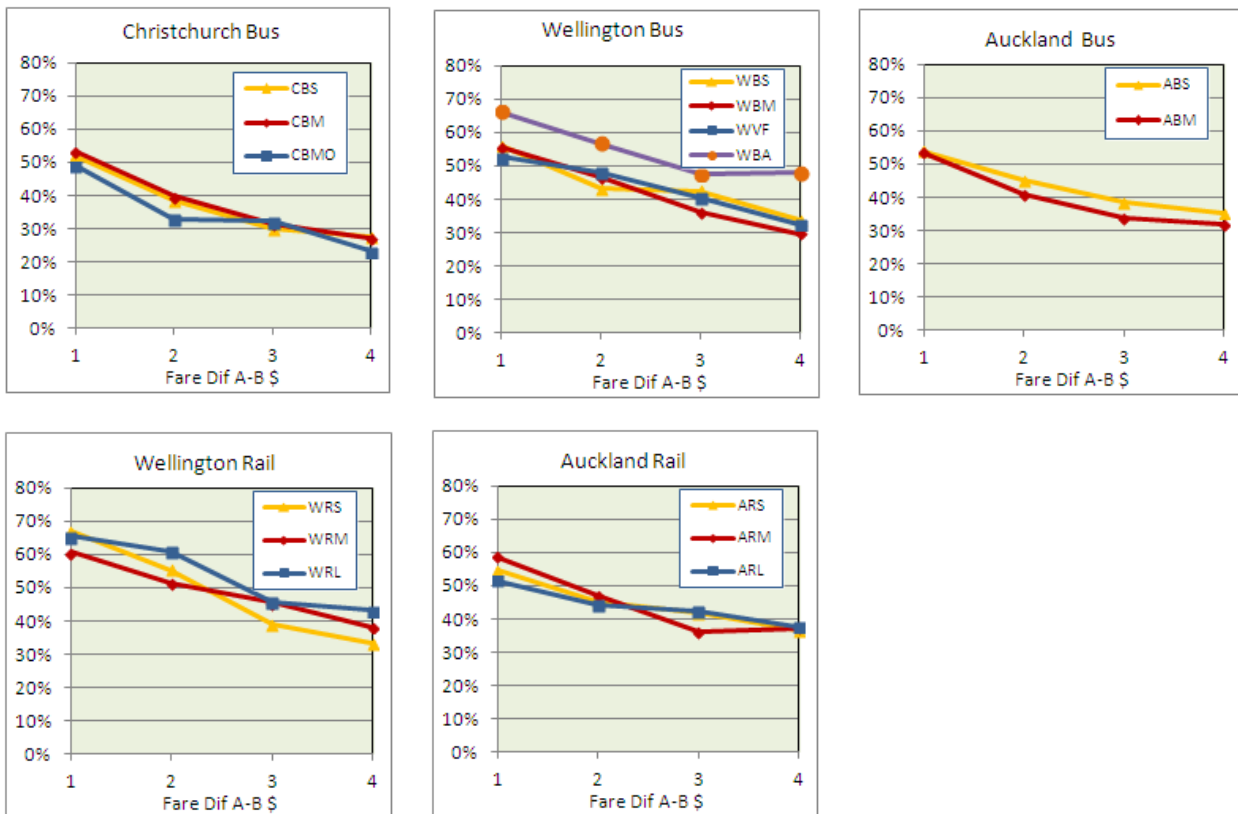 Christchurch Bus
80%
70%
60%
50%
40%
30%
20%
10%
0%
CBS
CBM
CBMO
1 2 3 4
Fare Dif A-B $
Wellington Bus
80%
70%
60%
50%
40%
30%
20%
10%
0%
WBS
WBM
WVF
WBA
1 2 3 4
Fare Dif A-B $
Auckland Bus
80%
70%
60%
50%
40%
30%
20%
10%
0%
ABS
ABM
1 2 3 4
Fare Dif A-B $
Wellington Rail
80%
70%
60%
50%
40%
30%
20%
10%
0%
WRS
WRM
WRL
1 2 3 4
Fare Dif A-B $
Auckland Rail
80%
70%
60%
50%
40%
30%
20%
10%
0%
ARS
ARM
ARL
1 2 3 4
Fare Dif A-B $